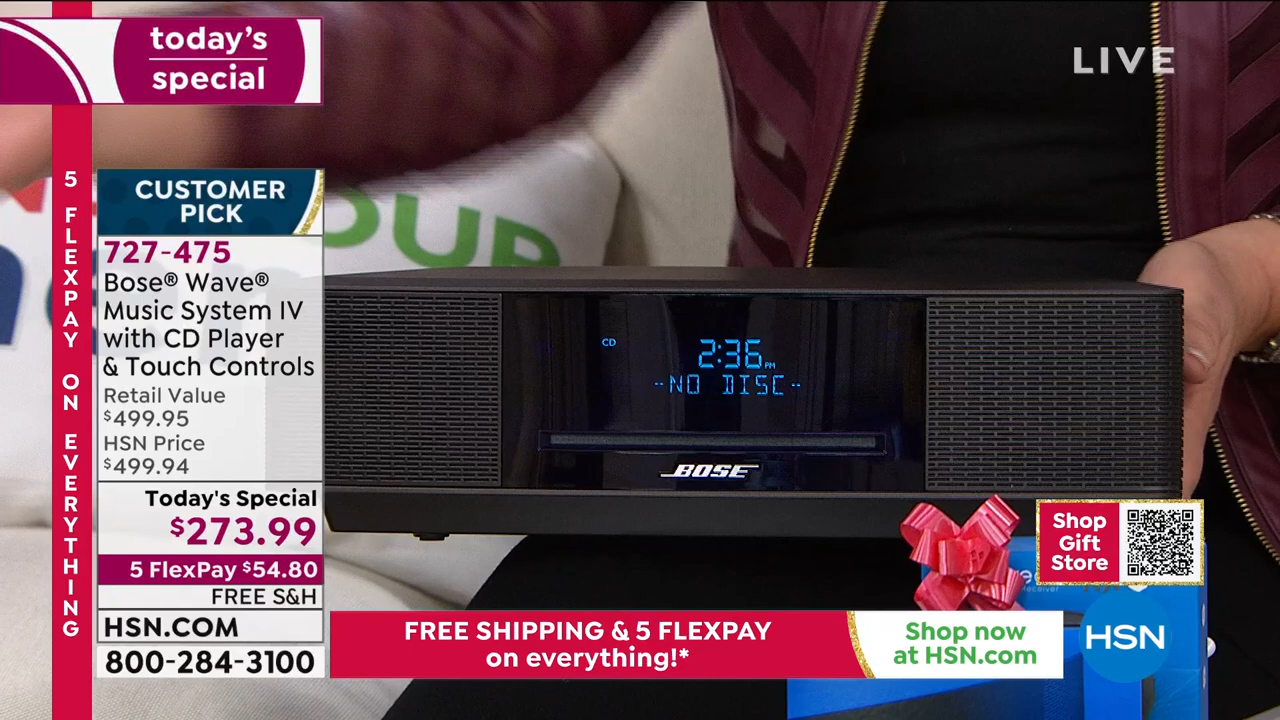 today's
special
LIVE
5 FLEXPAY ON EVERYTHING
CUSTOMER
PICK
727-475
Bose® Wave®
Music System IV
with CD Player
& Touch Controls
Retail Value
$499.95
HSN Price
$499.94
Today's Special
$273.99
5 FlexPay $54.80
FREE S&H
HSN.COM
800-284-3100
OUR
CD
2:36 PM
--NO DISC--
BOSE
Shop
Gift
Store
FREE SHIPPING & 5 FLEXPAY
on everything!*
Shop now
at HSN.com
HSN